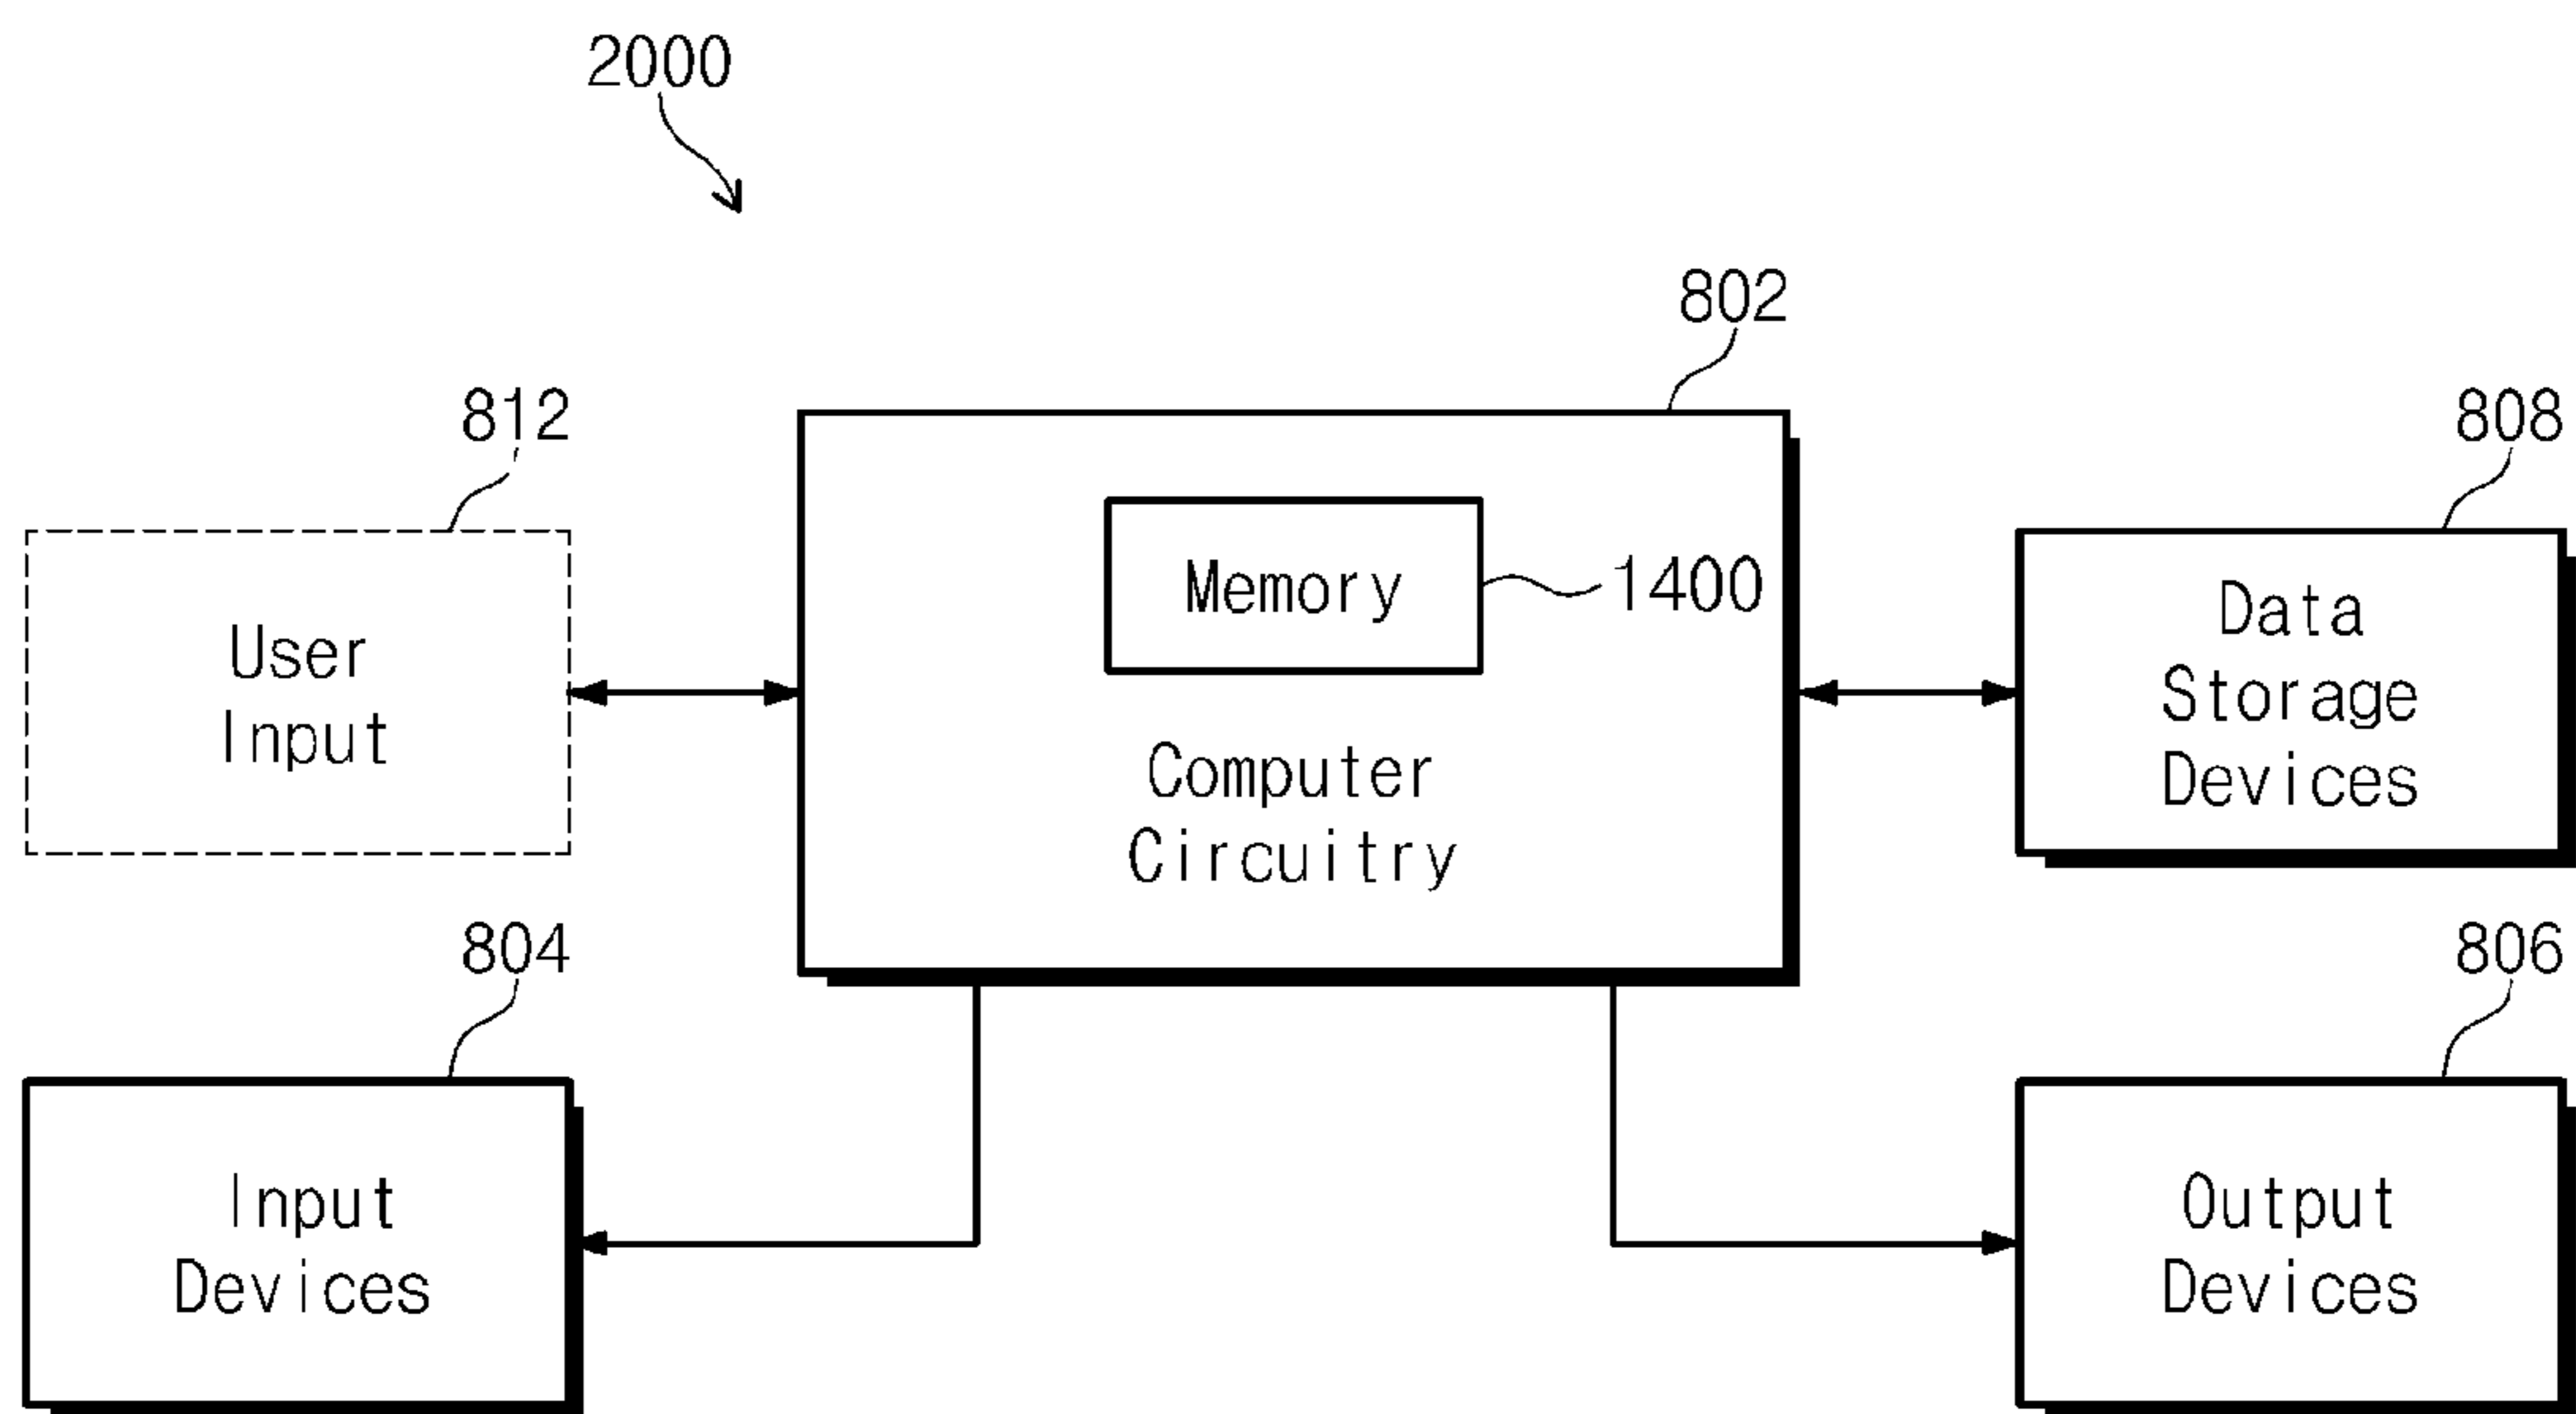 2000
802
812
808
Memory
1400
User
Input
Computer
Circuitry
Data
Storage
Devices
804
806
Input
Devices
Output
Devices